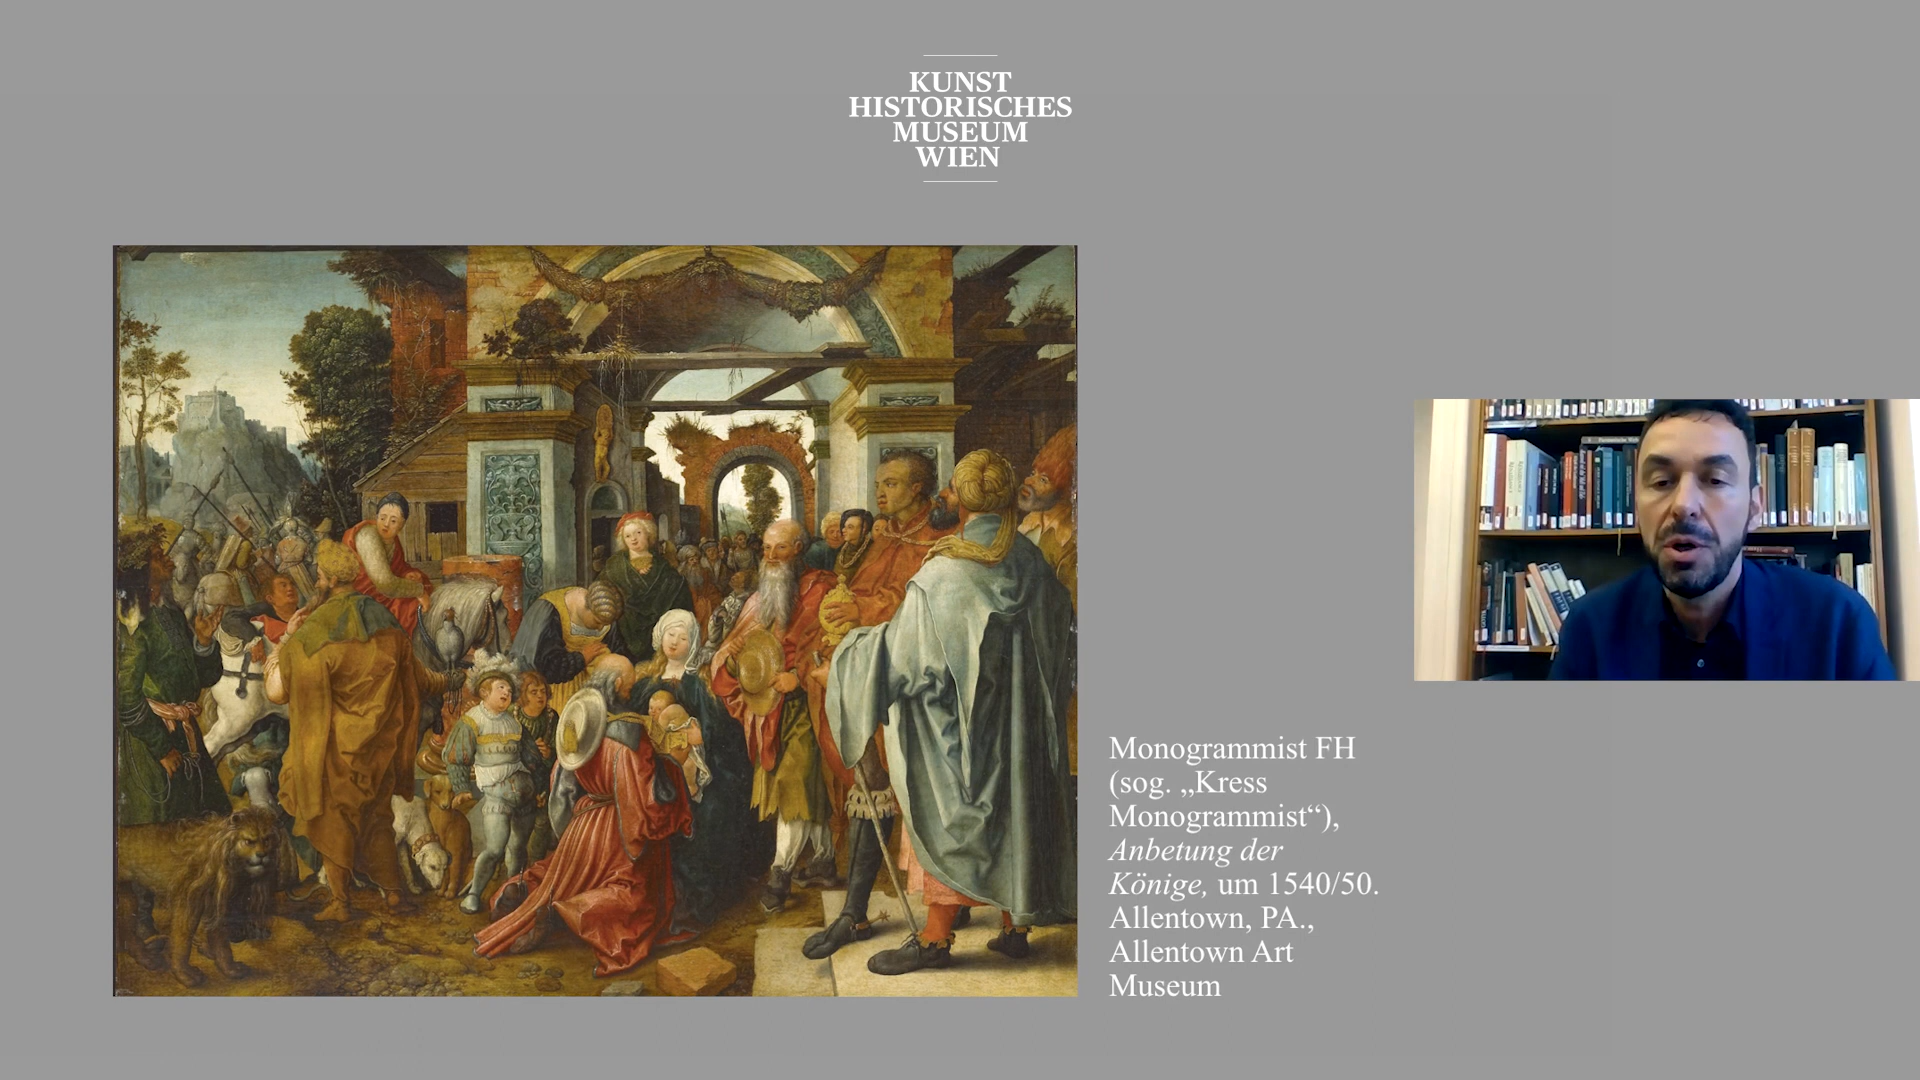 KUNST
HISTORISCHES
MUSEUM
WIEN
Monogrammist FH
(sog. „Kress
Monogrammist“),
Anbetung der
Könige, um 1540/50.
Allentown, PA.,
Allentown Art
Museum